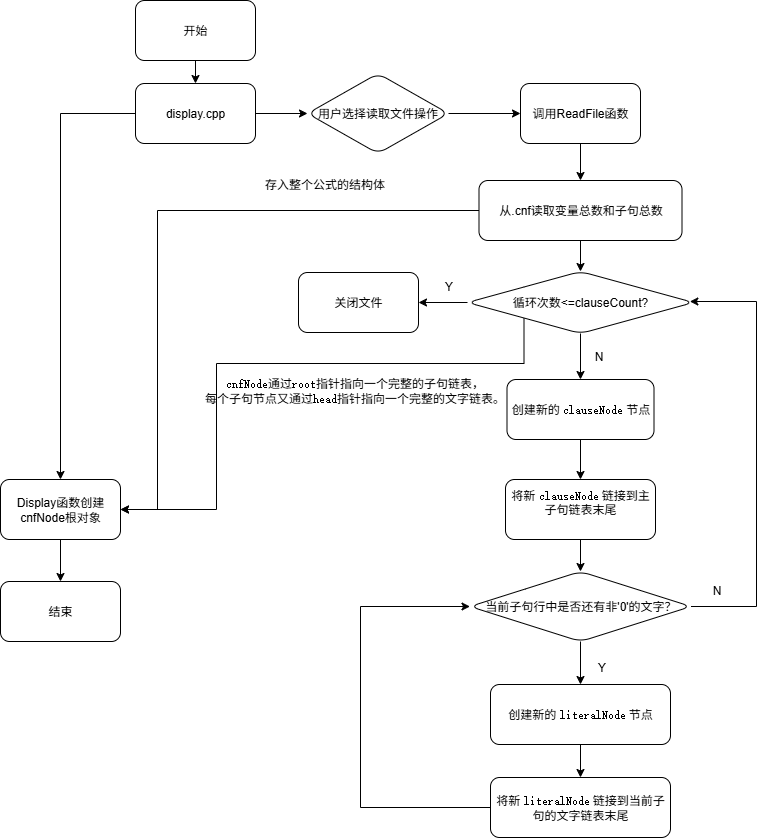 开始
display.cpp
用户选择读取文件操作
调用ReadFile函数
存入整个公式的结构体
从.cnf读取变量总数和子句总数
关闭文件
Y
循环次数<=clauseCount?
N
cnfNode通过root指针指向一个完整的子句链表，
每个子句节点又通过head指针指向一个完整的文字链表。
创建新的 clauseNode 节点
Display函数创建
cnfNode根对象
将新 clauseNode 链接到主
子句链表末尾
结束
当前子句行中是否还有非'0'的文字?
N
Y
创建新的 literalNode 节点
将新 literalNode 链接到当前子
句的文字链表末尾